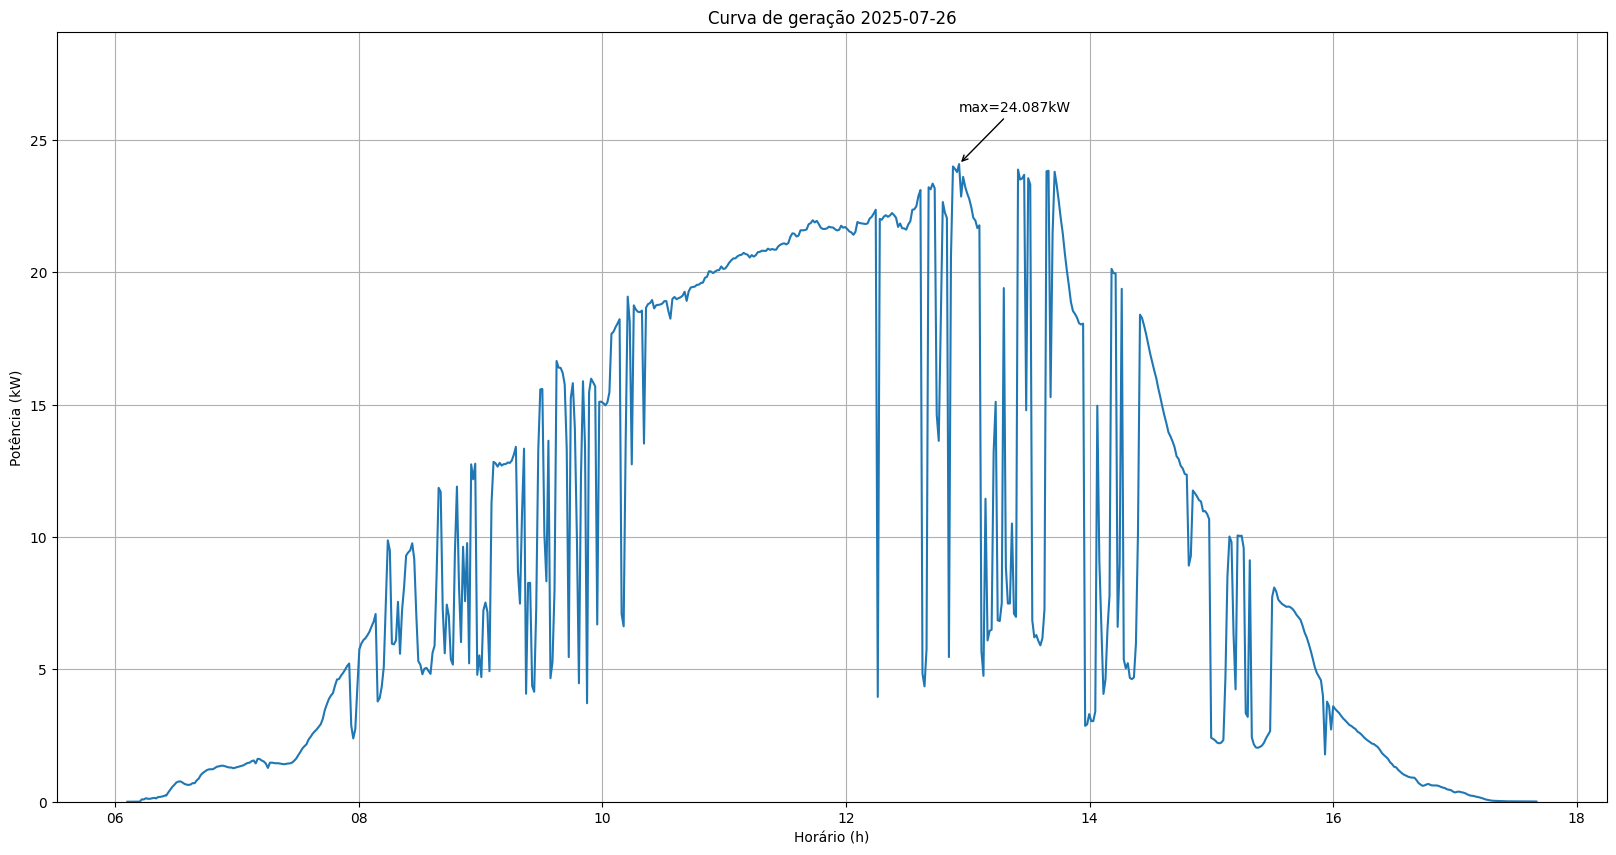 Curva de geração 2025-07-26
max=24.087kW
Potência (kW)
25
20
15
10
5
0
06 08 10 12 14 16 18
Horário (h)